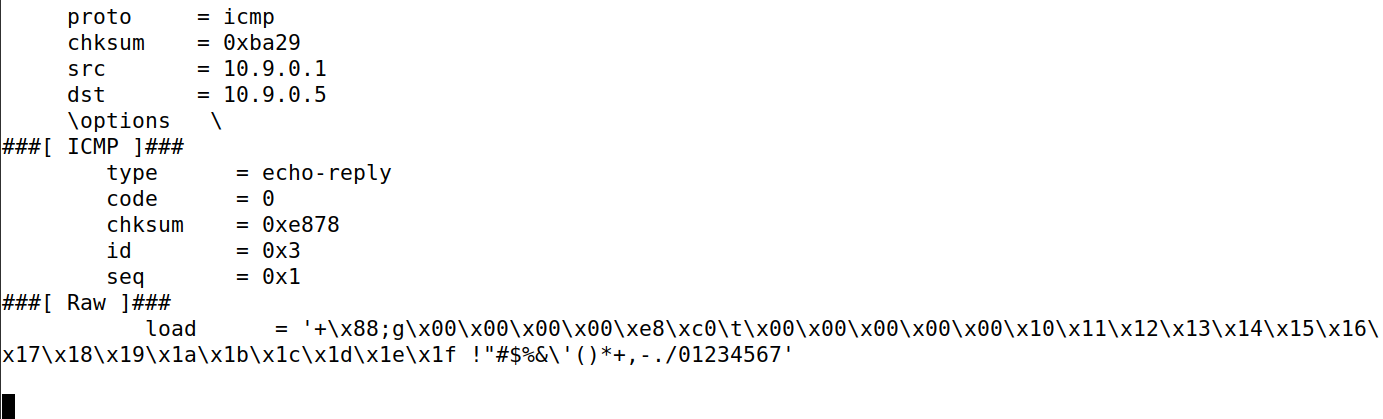 proto = icmp
chksum = 0xba29
src = 10.9.0.1
dst = 10.9.0.5
\options \
###[ ICMP ]###
type = echo-reply
code = 0
chksum = 0xe878
id = 0x3
seq = 0x1
###[ Raw ]###
load = '+\x88;g\x00\x00\x00\x00\xe8\xc0\t\x00\x00\x00\x00\x00\x10\x11\x12\x13\x14\x15\x16\
x17\x18\x19\x1a\x1b\x1c\x1d\x1e\x1f !"#$%&\'()*+,-./01234567'